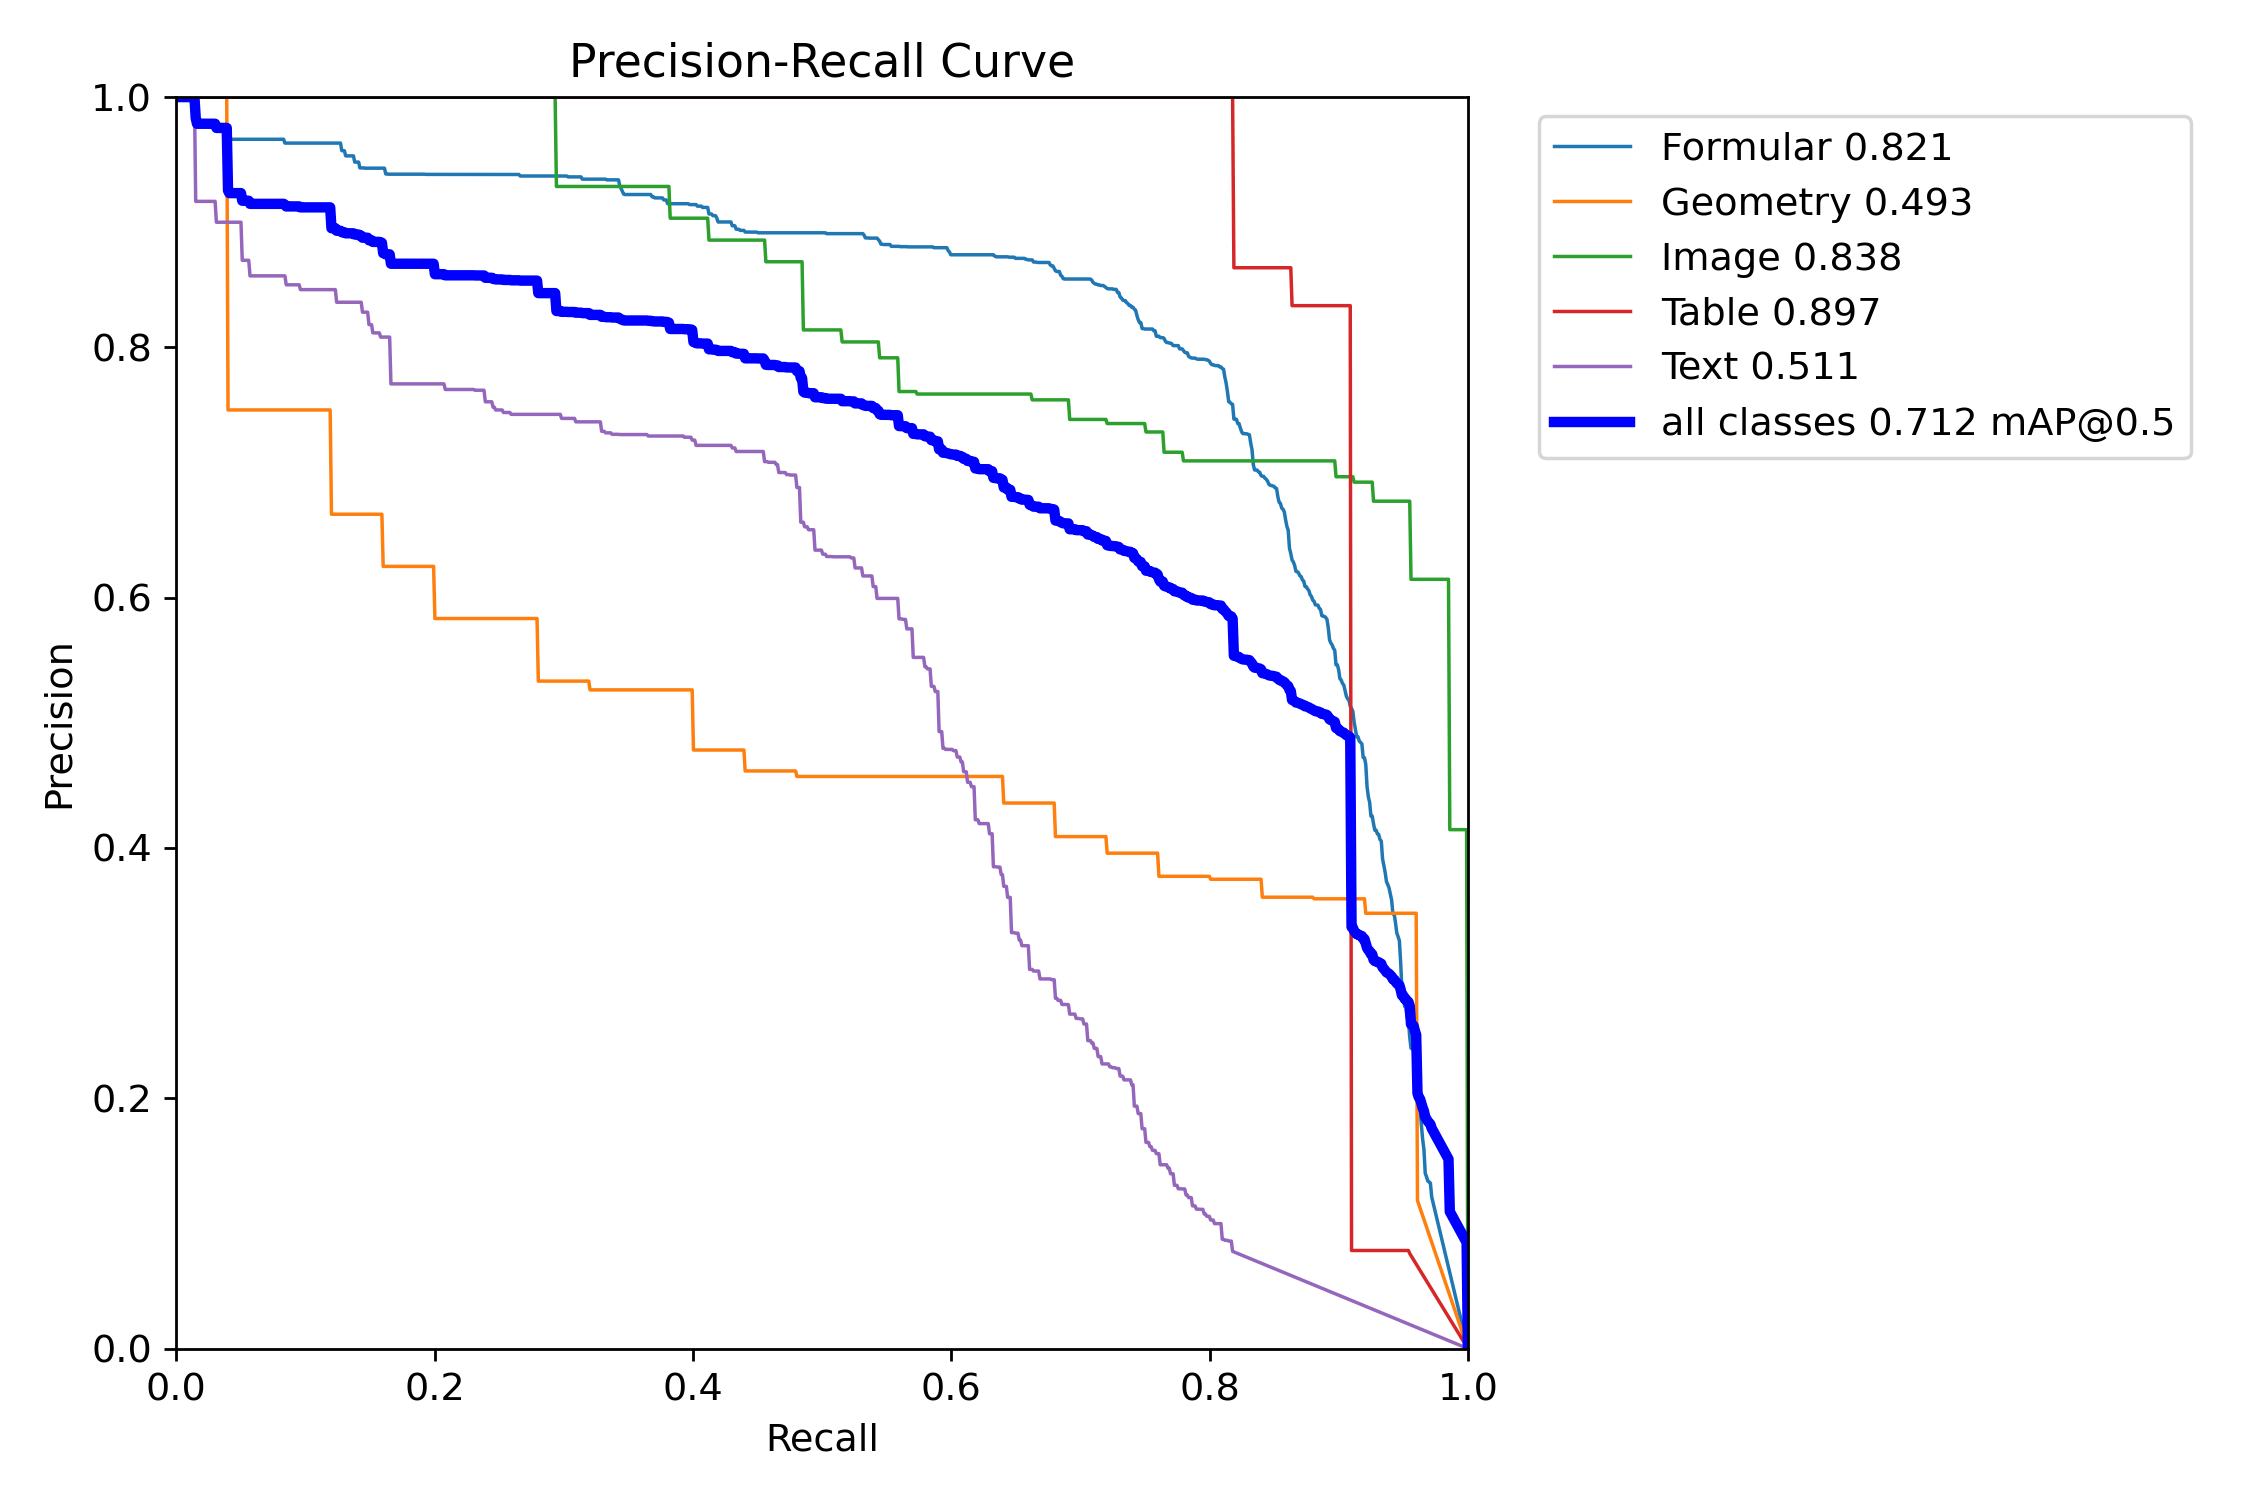 Precision-Recall Curve
1.0
0.8
0.6
0.4
0.2
0.0
Precision
0.0 0.2 0.4 0.6 0.8 1.0
Recall
Formular 0.821
Geometry 0.493
Image 0.838
Table 0.897
Text 0.511
all classes 0.712 mAP@0.5